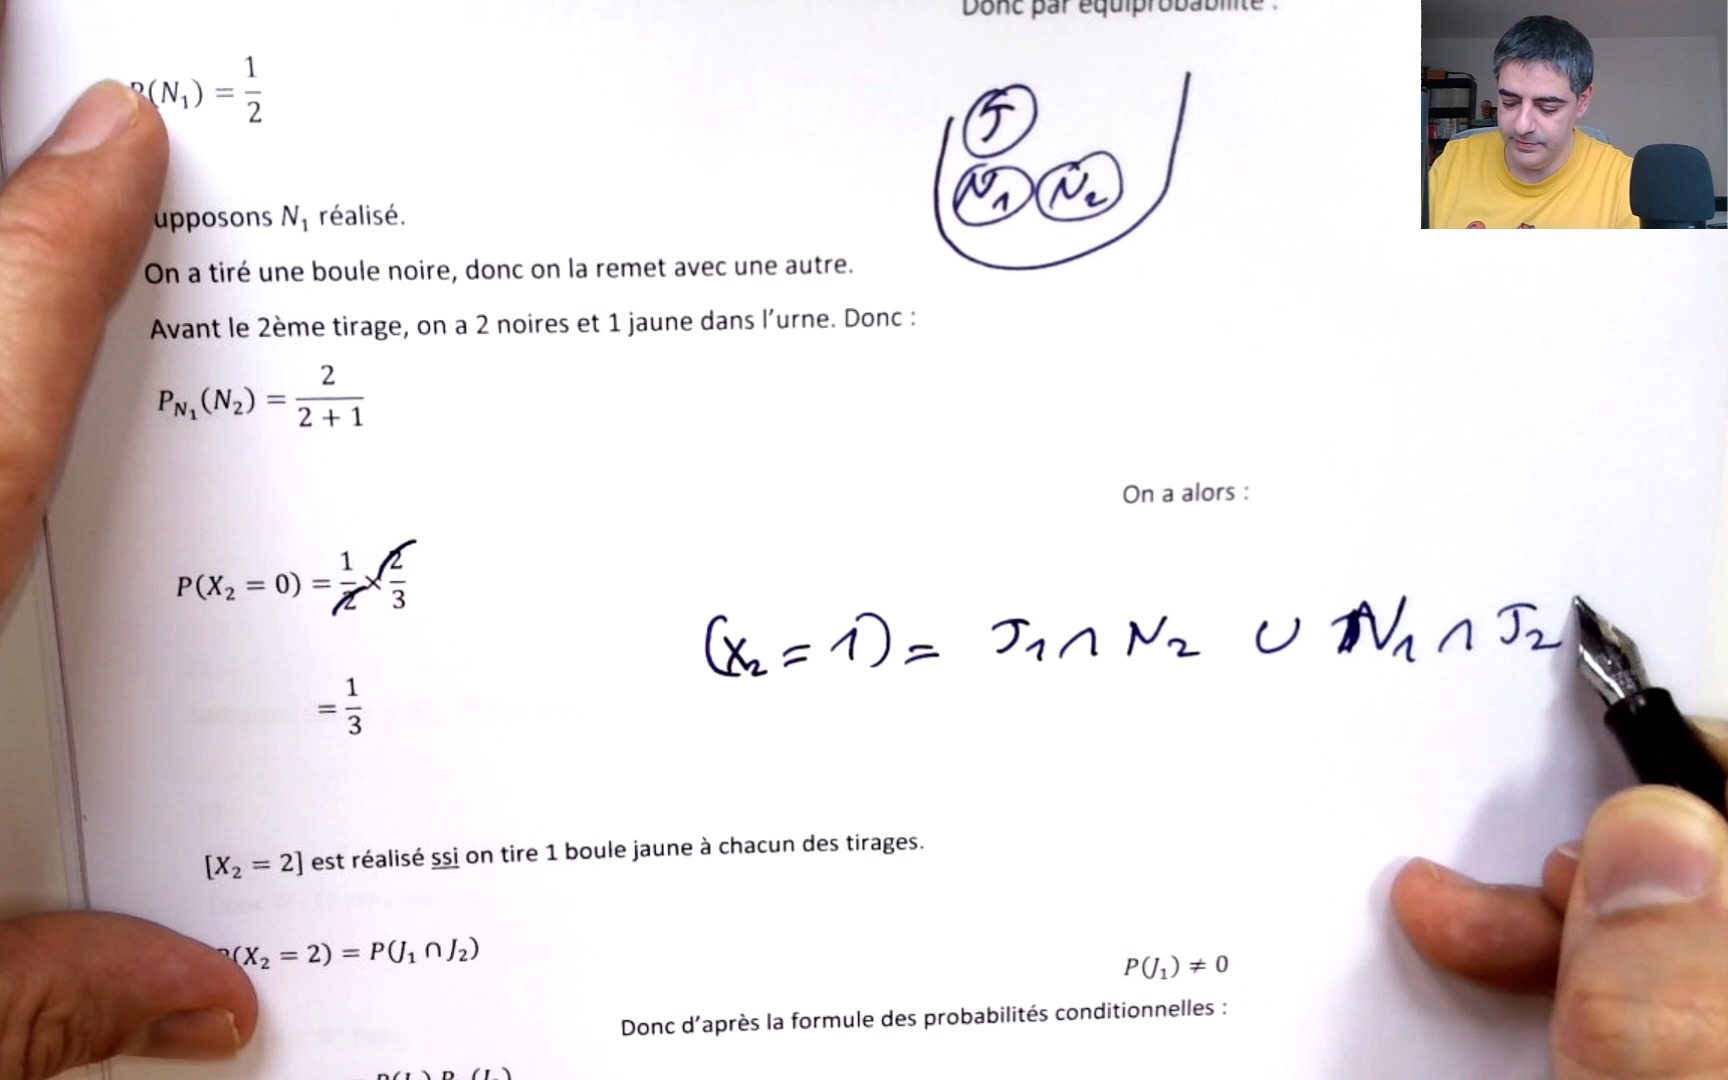 Donc par équiprobabilité :
P(N₁) = 1/2
J
N₁ N₂
upposons N₁ réalisé.
On a tiré une boule noire, donc on la remet avec une autre.
Avant le 2ème tirage, on a 2 noires et 1 jaune dans l’urne. Donc :
P_N₁(N₂) = 2/(2 + 1)
On a alors :
P(X₂ = 0) = 1/2 × 2/3
(X₂ = 1) = J₁ ∩ N₂ ∪ N₁ ∩ J₂
= 1/3
[X₂ = 2] est réalisé ssi on tire 1 boule jaune à chacun des tirages.
P(X₂ = 2) = P(J₁ ∩ J₂)
P(J₁) ≠ 0
Donc d’après la formule des probabilités conditionnelles :